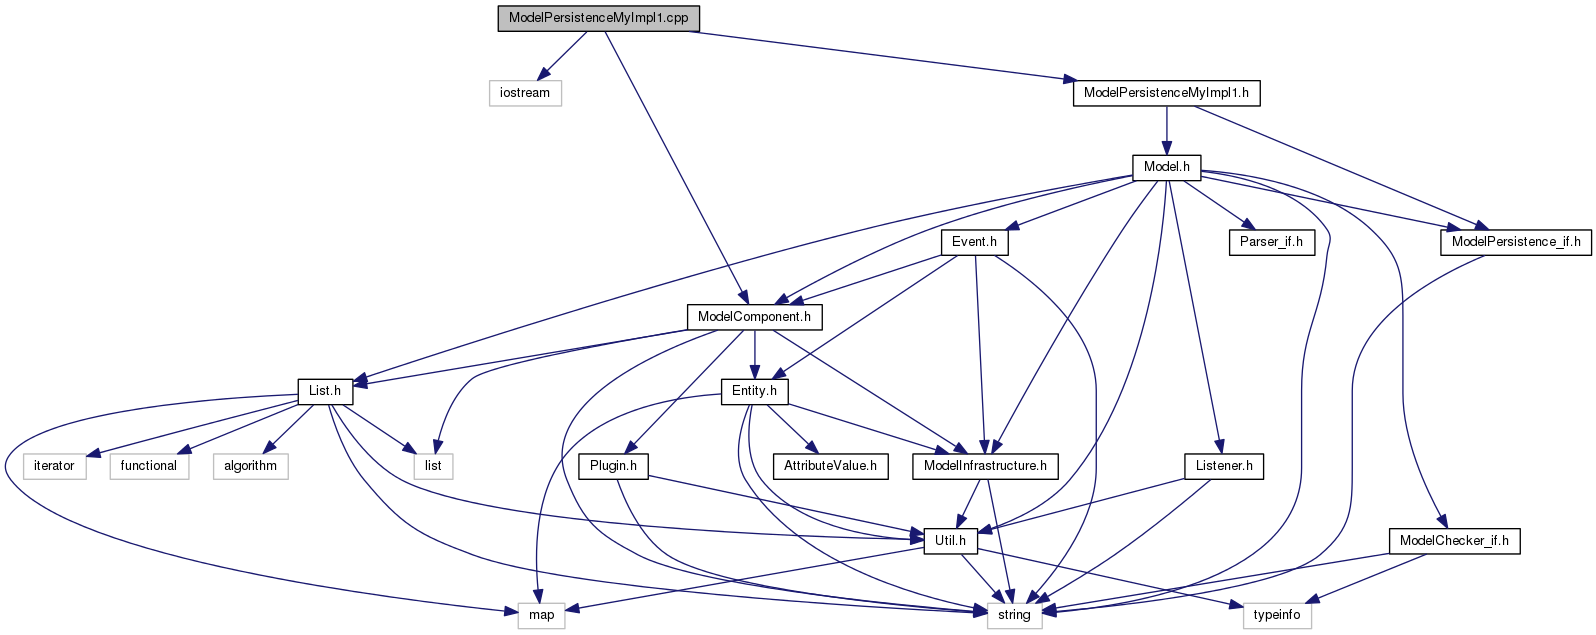 ModelPersistenceMyImpl1.cpp
iostream
ModelPersistenceMyImpl1.h
Model.h
Event.h
Parser_if.h
ModelPersistence_if.h
ModelComponent.h
List.h
Entity.h
iterator
functional
algorithm
list
Plugin.h
AttributeValue.h
ModelInfrastructure.h
Listener.h
Util.h
ModelChecker_if.h
map
string
typeinfo